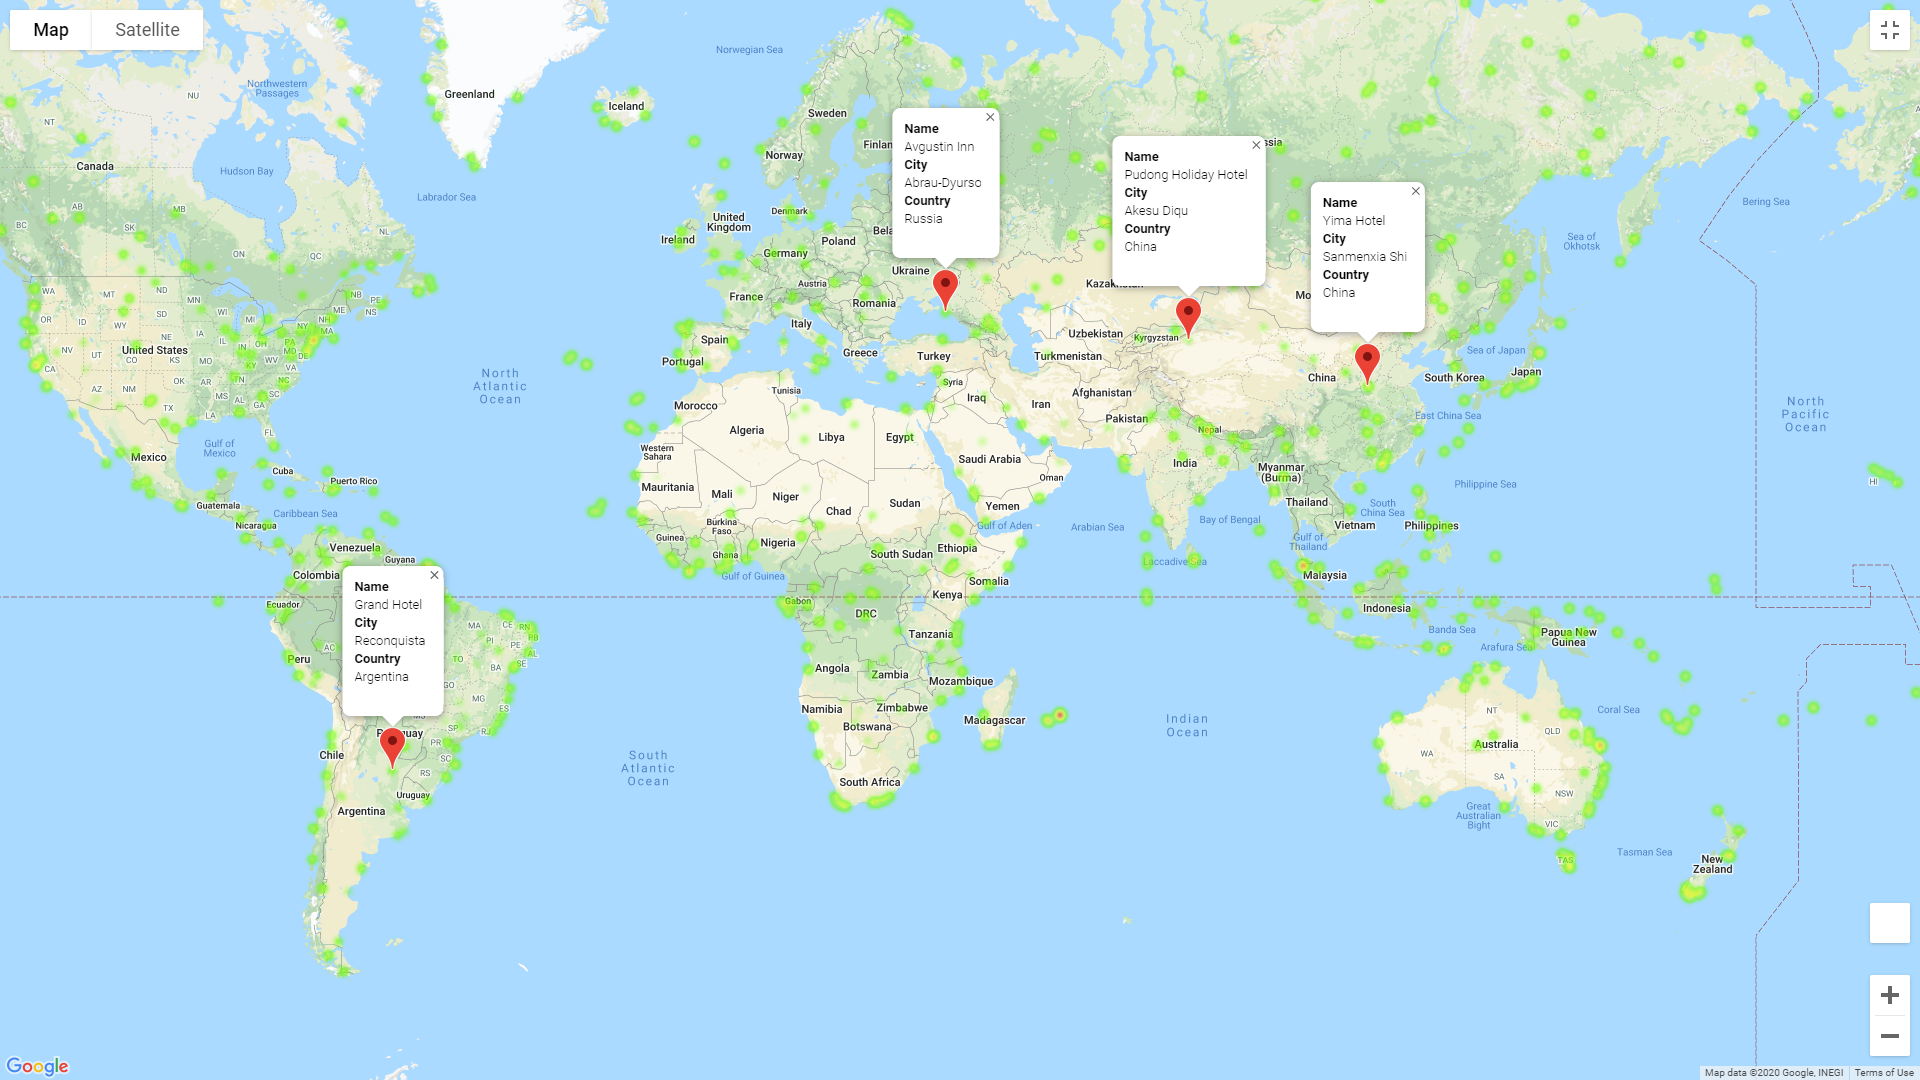 Map
Satellite
Norwegian Sea
Northwestern
Passages
NU
Greenland
Iceland
Sweden
NT
Canada
Hudson Bay
Labrador Sea
Norway
Finlan
ssia
Name
Avgustin Inn
City
Abrau-Dyurso
Country
Russia
Name
Pudong Holiday Hotel
City
Akesu Diqu
Country
China
Name
Yima Hotel
City
Sanmenxia Shi
Country
China
Bering Sea
Sea of
Okhotsk
AB
MB
SK
BC
NL
ON
QC
United
Kingdom
Denmark
Ireland
Poland
Bela
Germany
Ukraine
Austria
France
Romania
Italy
Spain
Portugal
Greece
Turkey
Kazakhstan
Mo
Uzbekistan
Kyrgyzstan
Turkmenistan
Syria
Iraq
Iran
Afghanistan
Pakistan
China
Nepal
South Korea
Japan
Sea of Japan
East China Sea
NB
PE
NS
ME
NH
WA
MT
ND
MN
OR
ID
SD
WI
MI
NY
WY
IA
NE
PA
MD
DE
United States
NV
UT
CO
KS
MO
WV
VA
CA
OK
TN
NC
AZ
NM
AR
MS
AL
SC
TX
LA
GA
FL
North
Atlantic
Ocean
North
Pacific
Ocean
Gulf of
Mexico
Mexico
Cuba
Puerto Rico
Guatemala
Caribbean Sea
Nicaragua
Venezuela
Guyana
Colombia
Ecuador
Peru
Tunisia
Morocco
Algeria
Libya
Egypt
Western
Sahara
Saudi Arabia
Oman
Mauritania
Mali
Niger
Chad
Sudan
Yemen
Burkina
Faso
Guinea
Ghana
Nigeria
Gulf of Aden
Arabian Sea
Bay of Bengal
South Sudan
Ethiopia
Gulf of Guinea
Somalia
Kenya
Gabon
DRC
Tanzania
Angola
Zambia
Mozambique
Namibia
Zimbabwe
Botswana
Madagascar
South Africa
India
Myanmar
(Burma)
Thailand
Vietnam
South
China Sea
Philippine Sea
Philippines
Gulf of
Thailand
Laccadive Sea
Malaysia
Indonesia
Banda Sea
Arafura Sea
Papua New
Guinea
HI
Name
Grand Hotel
City
Reconquista
Country
Argentina
AC
MA
CE
RN
PB
PI
PE
AL
SE
TO
BA
GO
MG
MS
ES
SP
RJ
PR
SC
RS
Paraguay
Chile
Uruguay
Argentina
South
Atlantic
Ocean
Indian
Ocean
Coral Sea
NT
QLD
WA
Australia
SA
NSW
VIC
TAS
Great
Australian
Bight
Tasman Sea
New
Zealand
Google
Map data ©2020 Google, INEGI
Terms of Use